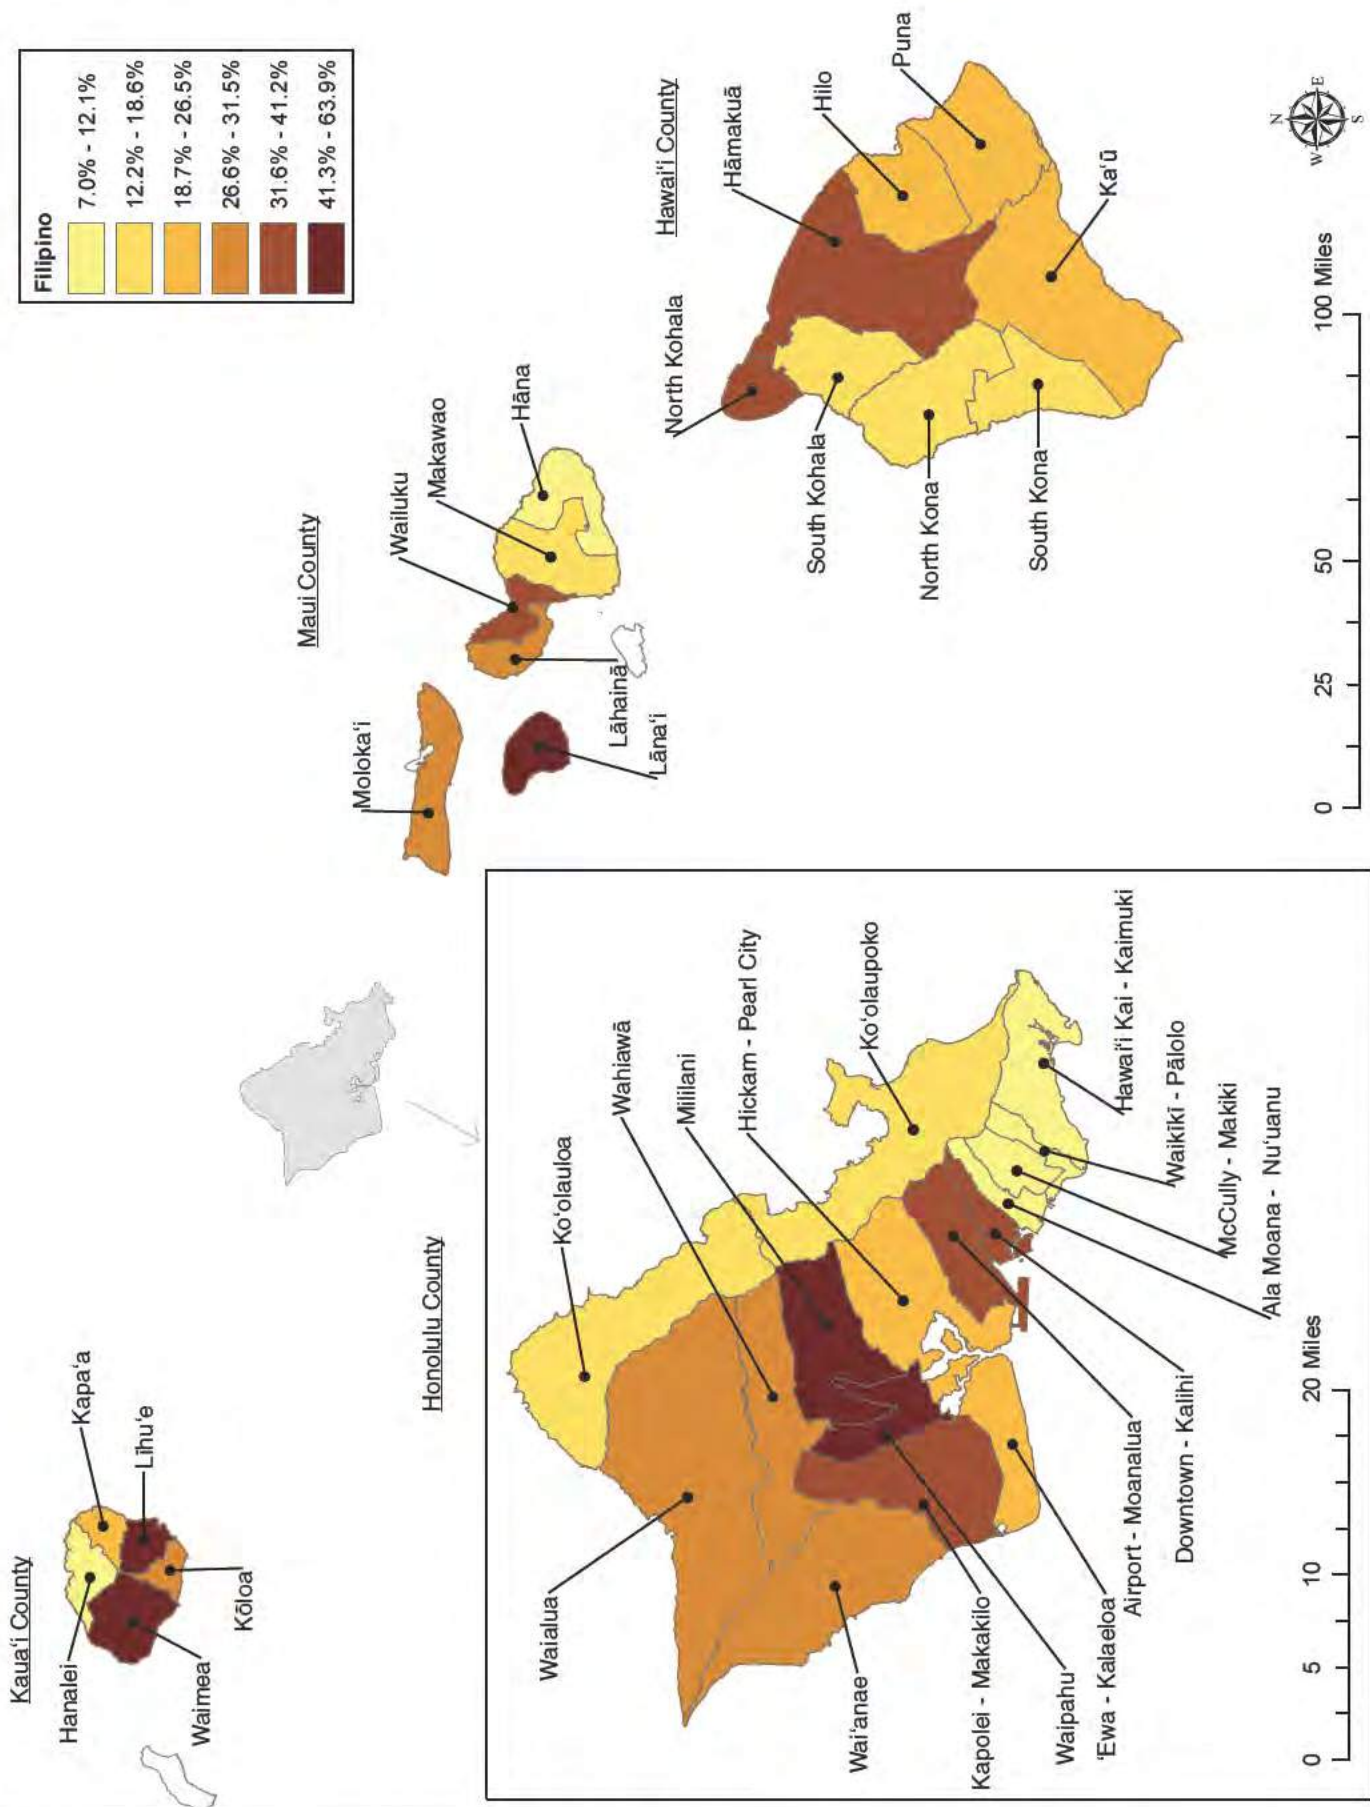 Kaua‘i County
Kapa‘a
Līhu‘e
Hanalei
Waimea
Kōloa
Honolulu County
Ko‘olauloa
Wahiawā
Mililani
Hickam - Pearl City
Ko‘olaupoko
Waialua
Wai‘anae
Kapolei - Makakilo
Waipahu
‘Ewa - Kalaeloa
Airport - Moanalua
Downtown - Kalihi
Ala Moana - Nu‘uanu
McCully - Makiki
Waikīkī - Pālolo
Hawai‘i Kai - Kaimuki
0 5 10 20 Miles
Maui County
Moloka‘i
Wailuku
Makawao
Hāna
Lāhainā
Lāna‘i
Filipino
7.0% - 12.1%
12.2% - 18.6%
18.7% - 26.5%
26.6% - 31.5%
31.6% - 41.2%
41.3% - 63.9%
Hawai‘i County
North Kohala
Hāmakuā
Hilo
Puna
South Kohala
North Kona
South Kona
Ka‘ū
0 25 50 100 Miles
N
W E
S